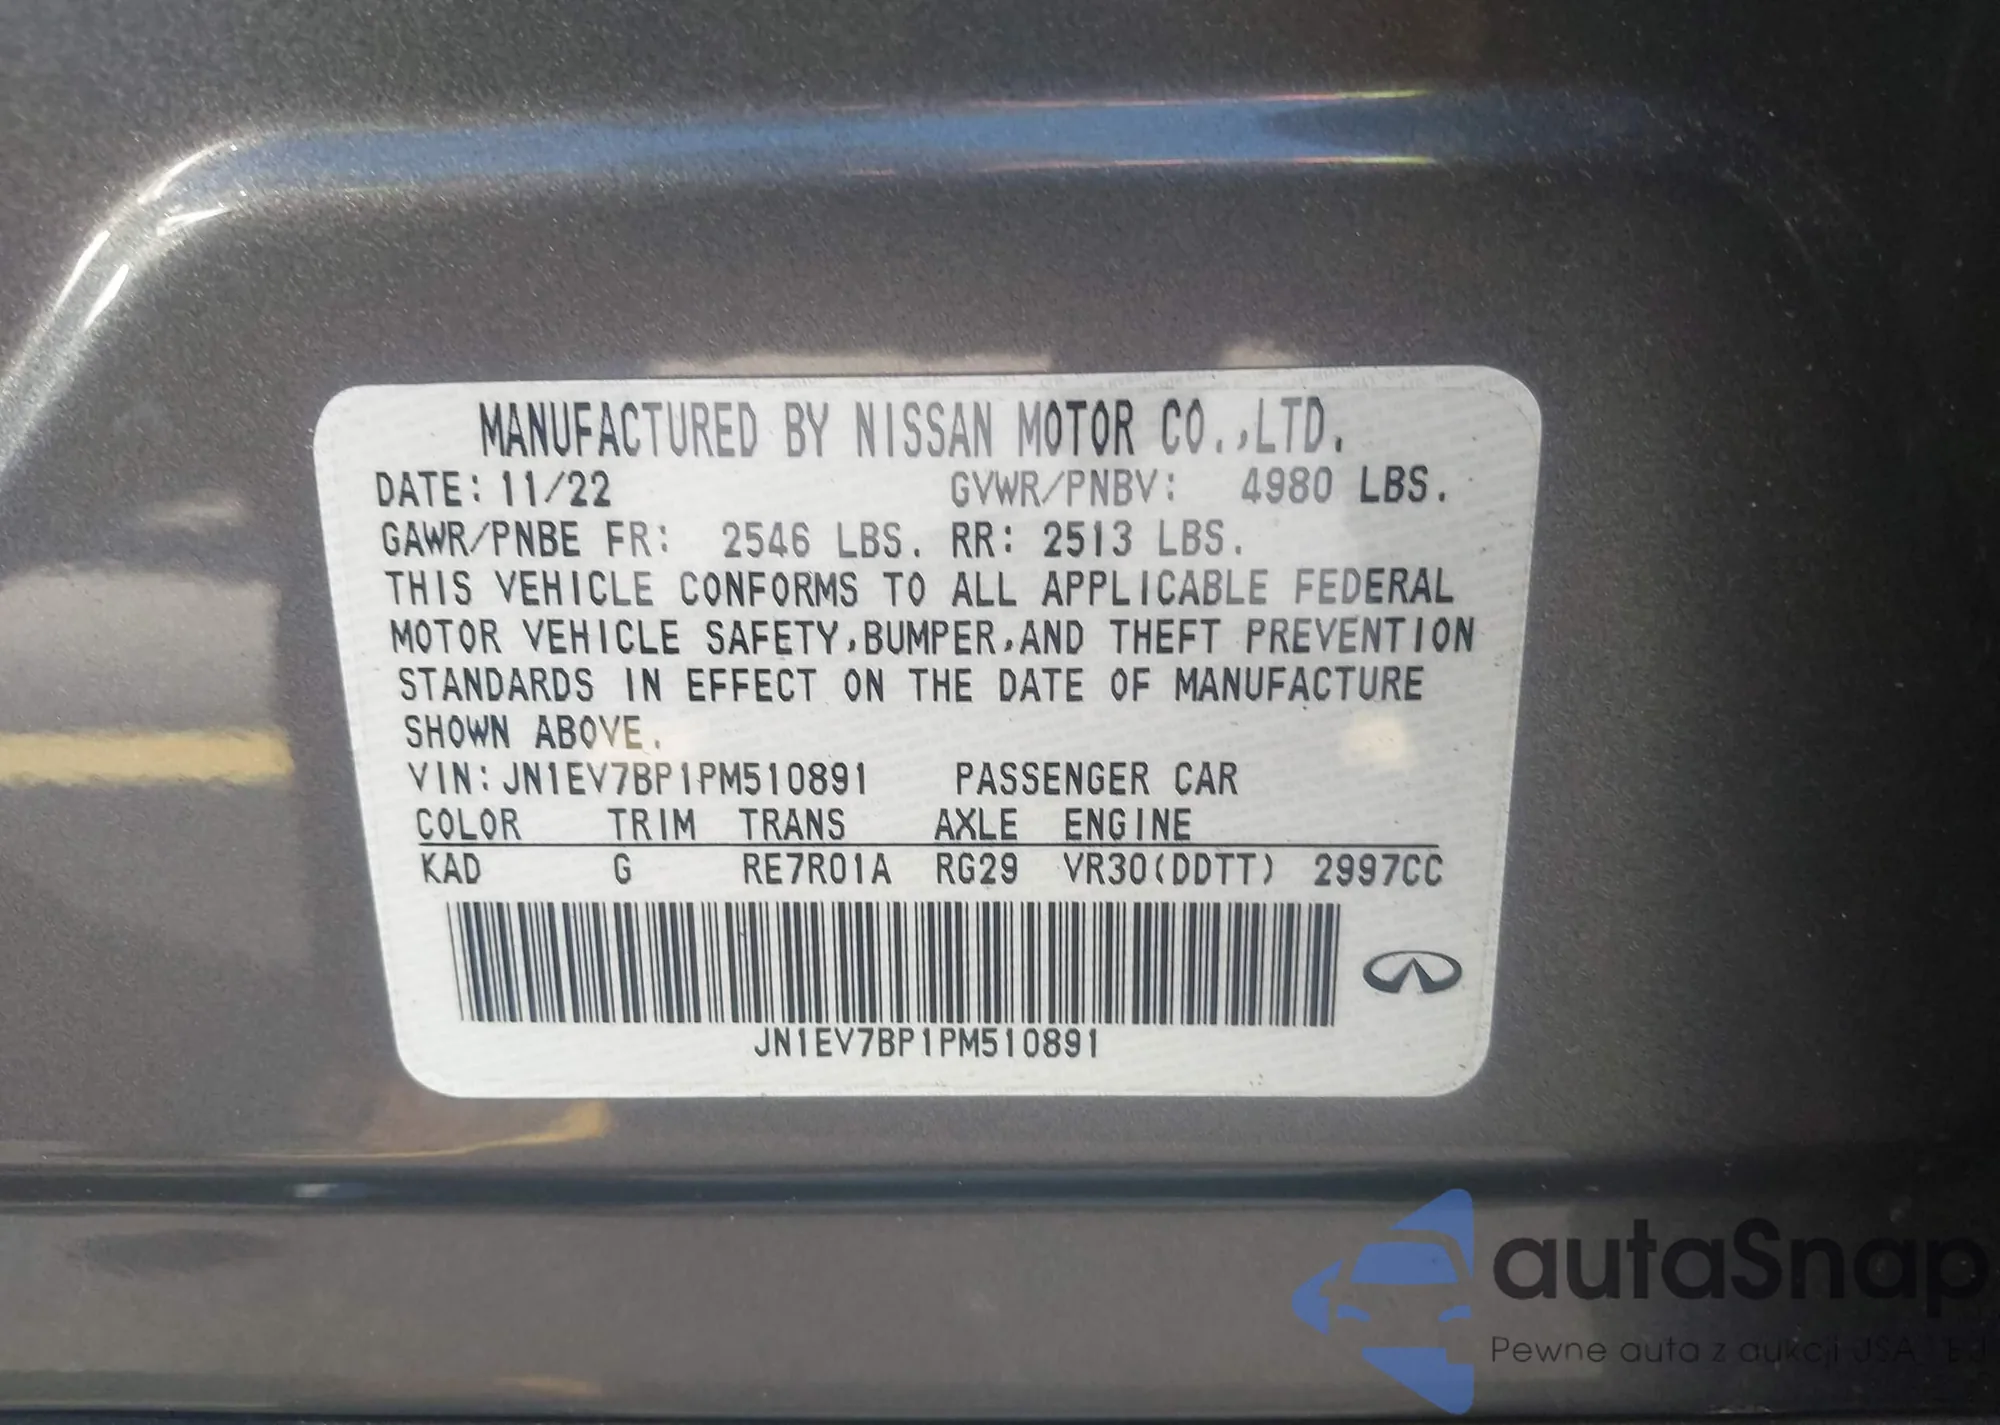 MANUFACTURED BY NISSAN MOTOR CO.,LTD.
DATE: 11/22 GVWR/PNBV: 4980 LBS.
GAWR/PNBE FR: 2546 LBS. RR: 2513 LBS.
THIS VEHICLE CONFORMS TO ALL APPLICABLE FEDERAL
MOTOR VEHICLE SAFETY,BUMPER,AND THEFT PREVENTION
STANDARDS IN EFFECT ON THE DATE OF MANUFACTURE
SHOWN ABOVE.
VIN: JN1EV7BP1PM510891 PASSENGER CAR
COLOR TRIM TRANS AXLE ENGINE
KAD G RE7R01A RG29 VR30(DDTT) 2997CC
JN1EV7BP1PM510891
autaSnap
Pewne auta z aukcji